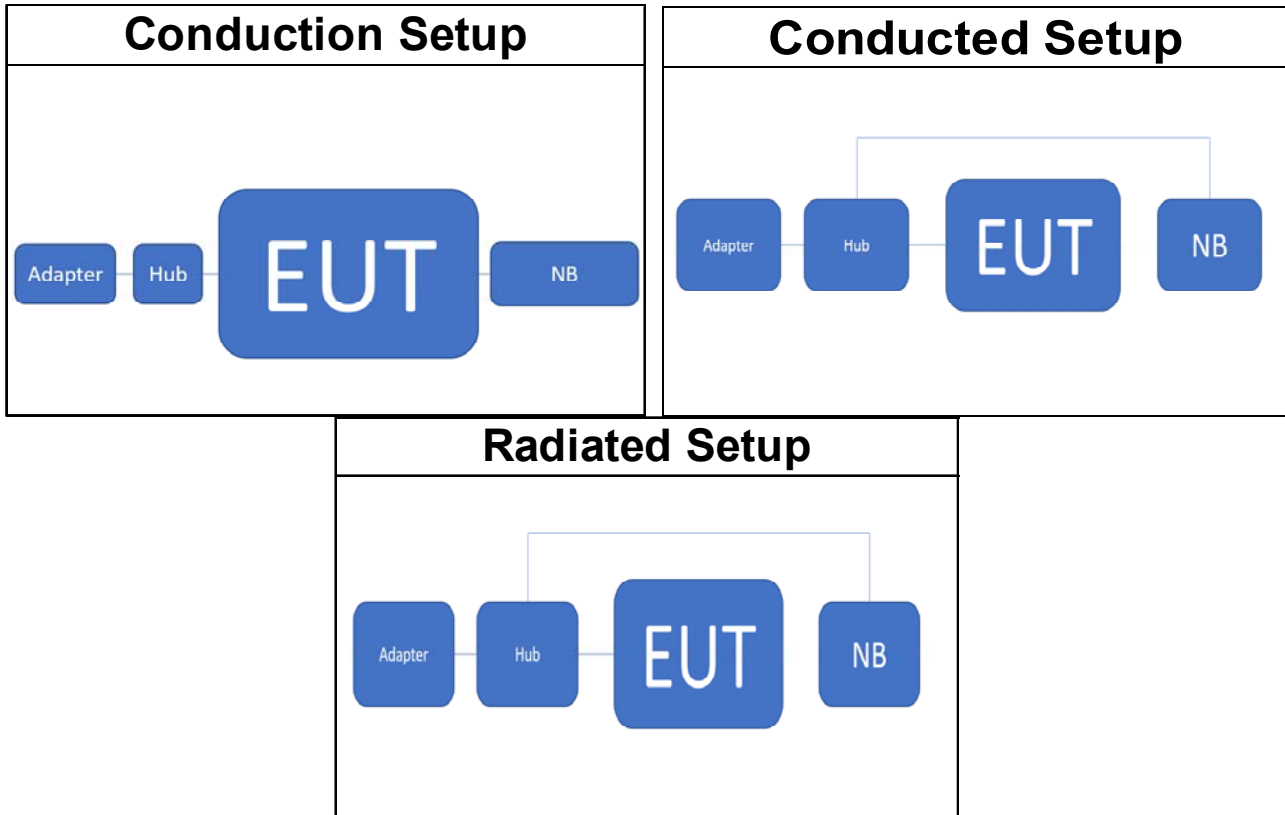 Conduction Setup
Adapter
Hub
EUT
NB
Conducted Setup
Adapter
Hub
EUT
NB
Radiated Setup
Adapter
Hub
EUT
NB